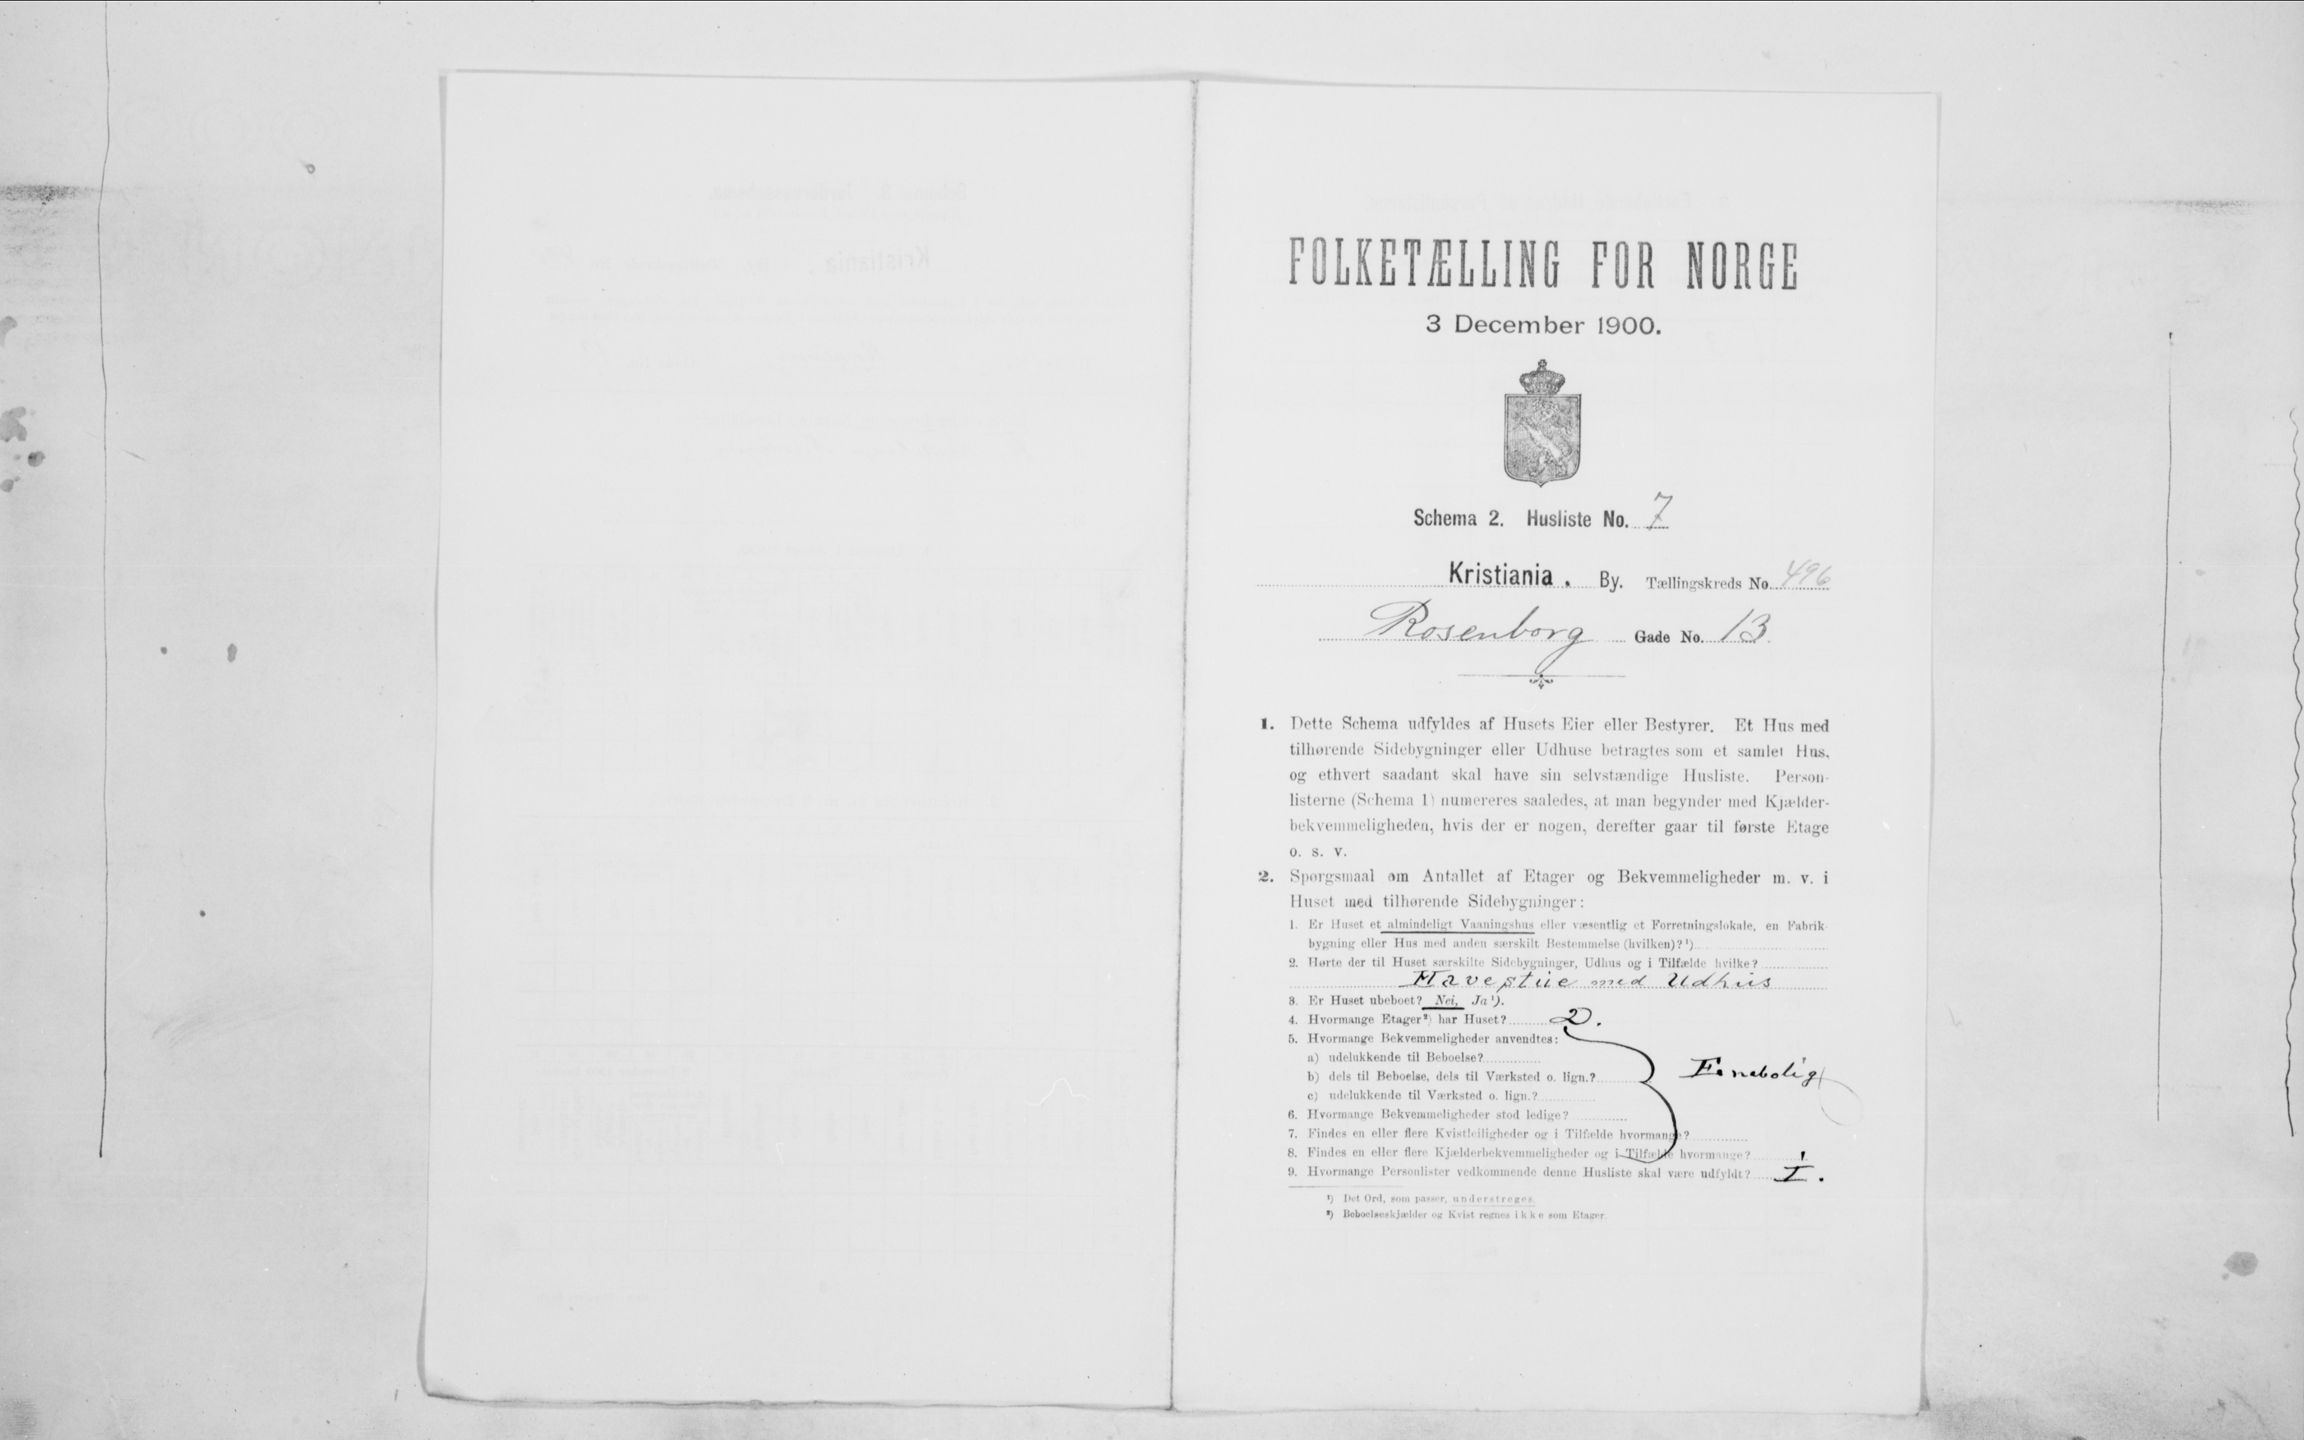 FOLKETÆLLING FOR NORGE
3 December 1900.
Schema 2. Husliste No. 7
Kristiania. By. Tællingskreds No. 496
Rosenborg Gade No. 13.
1. Dette Schema udfyldes af Husets Eier eller Bestyrer. Et Hus med
tilhørende Sidebygninger eller Udhuse betragtes som et samlet Hus,
og ethvert saadant skal have sin selvstændige Husliste. Person-
listerne (Schema 1) numereres saaledes, at man begynder med Kjælder-
bekvemmeligheden, hvis der er nogen, derefter gaar til første Etage
o. s. v.
2. Spørgsmaal om Antallet af Etager og Bekvemmeligheder m. v. i
Huset med tilhørende Sidebygninger:
1. Er Huset et almindeligt Vaaningshus eller væsentlig et Forretningslokale, en Fabrik-
bygning eller Hus med anden særskilt Bestemmelse (hvilken)? ¹)
2. Hørte der til Huset særskilte Sidebygninger, Udhus og i Tilfælde hvilke?
Havestue med Udhus
3. Er Huset ubeboet? Nei, Ja ¹).
4. Hvormange Etager ²) har Huset? 2.
5. Hvormange Bekvemmeligheder anvendtes:
a) udelukkende til Beboelse?
b) dels til Beboelse, dels til Værksted o. lign.? Enebolig
c) udelukkende til Værksted o. lign.?
6. Hvormange Bekvemmeligheder stod ledige?
7. Findes en eller flere Kvistleiligheder og i Tilfælde hvormange?
8. Findes en eller flere Kjælderbekvemmeligheder og i Tilfælde hvormange?
9. Hvormange Personlister vedkommende denne Husliste skal være udfyldt? I.
¹) Det Ord, som passer, understreges.
²) Beboelseskjælder og Kvist regnes ikke som Etager.